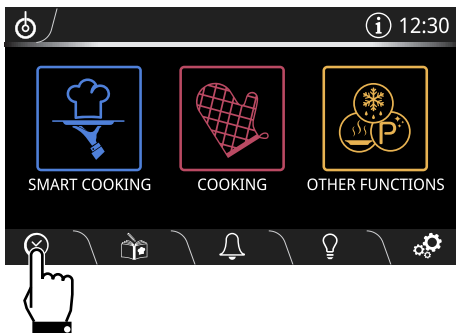 12:30
SMART COOKING
COOKING
OTHER FUNCTIONS
P